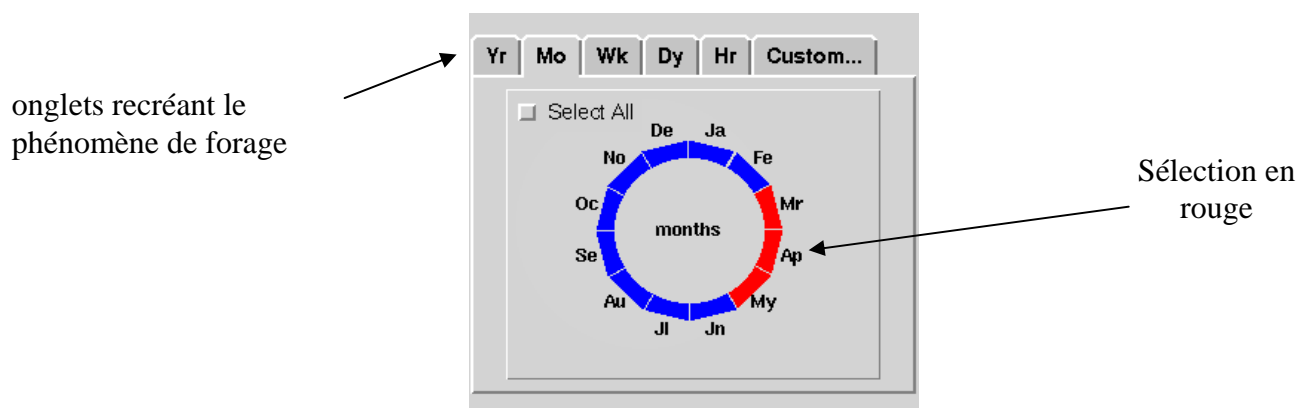 Yr Mo Wk Dy Hr Custom...
onglets recréant le
phénomène de forage
Select All
De Ja
No Fe
Oc Mr
months
Se Ap
Au My
Jl Jn
Sélection en
rouge